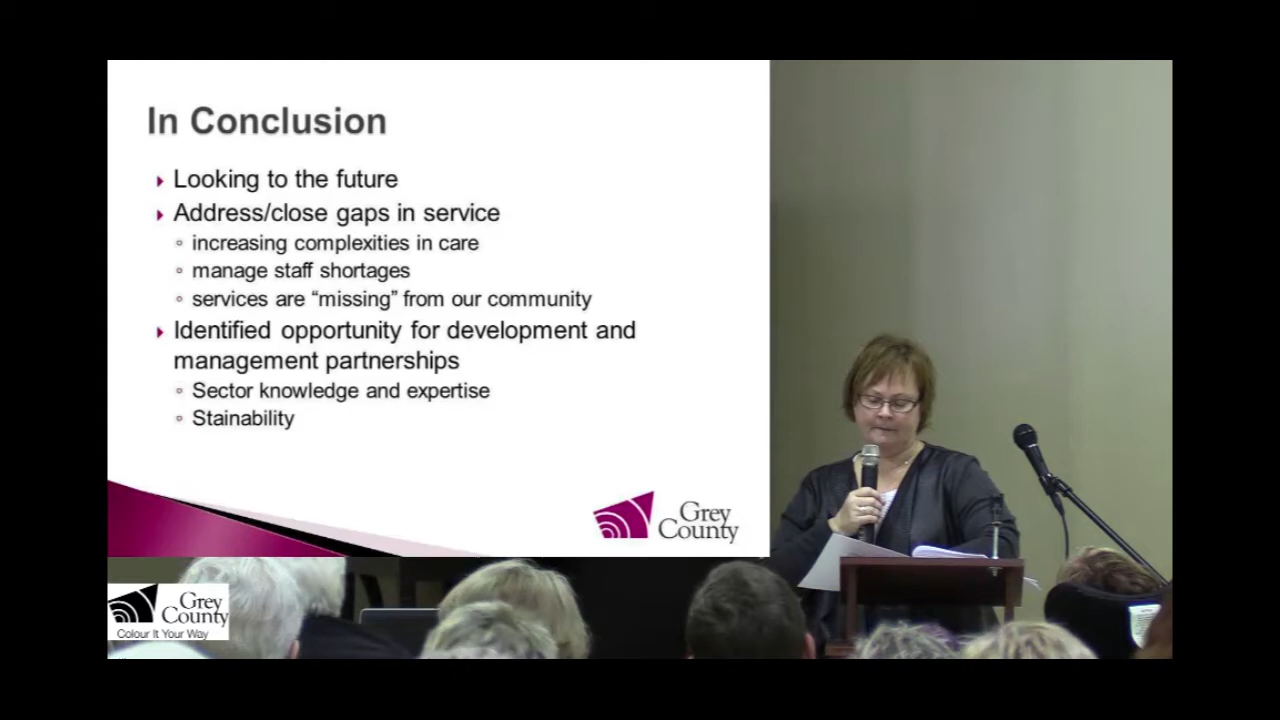 In Conclusion
Looking to the future
Address/close gaps in service
increasing complexities in care
manage staff shortages
services are “missing” from our community
Identified opportunity for development and
management partnerships
Sector knowledge and expertise
Stainability
Grey
County
Grey
County
Colour It Your Way